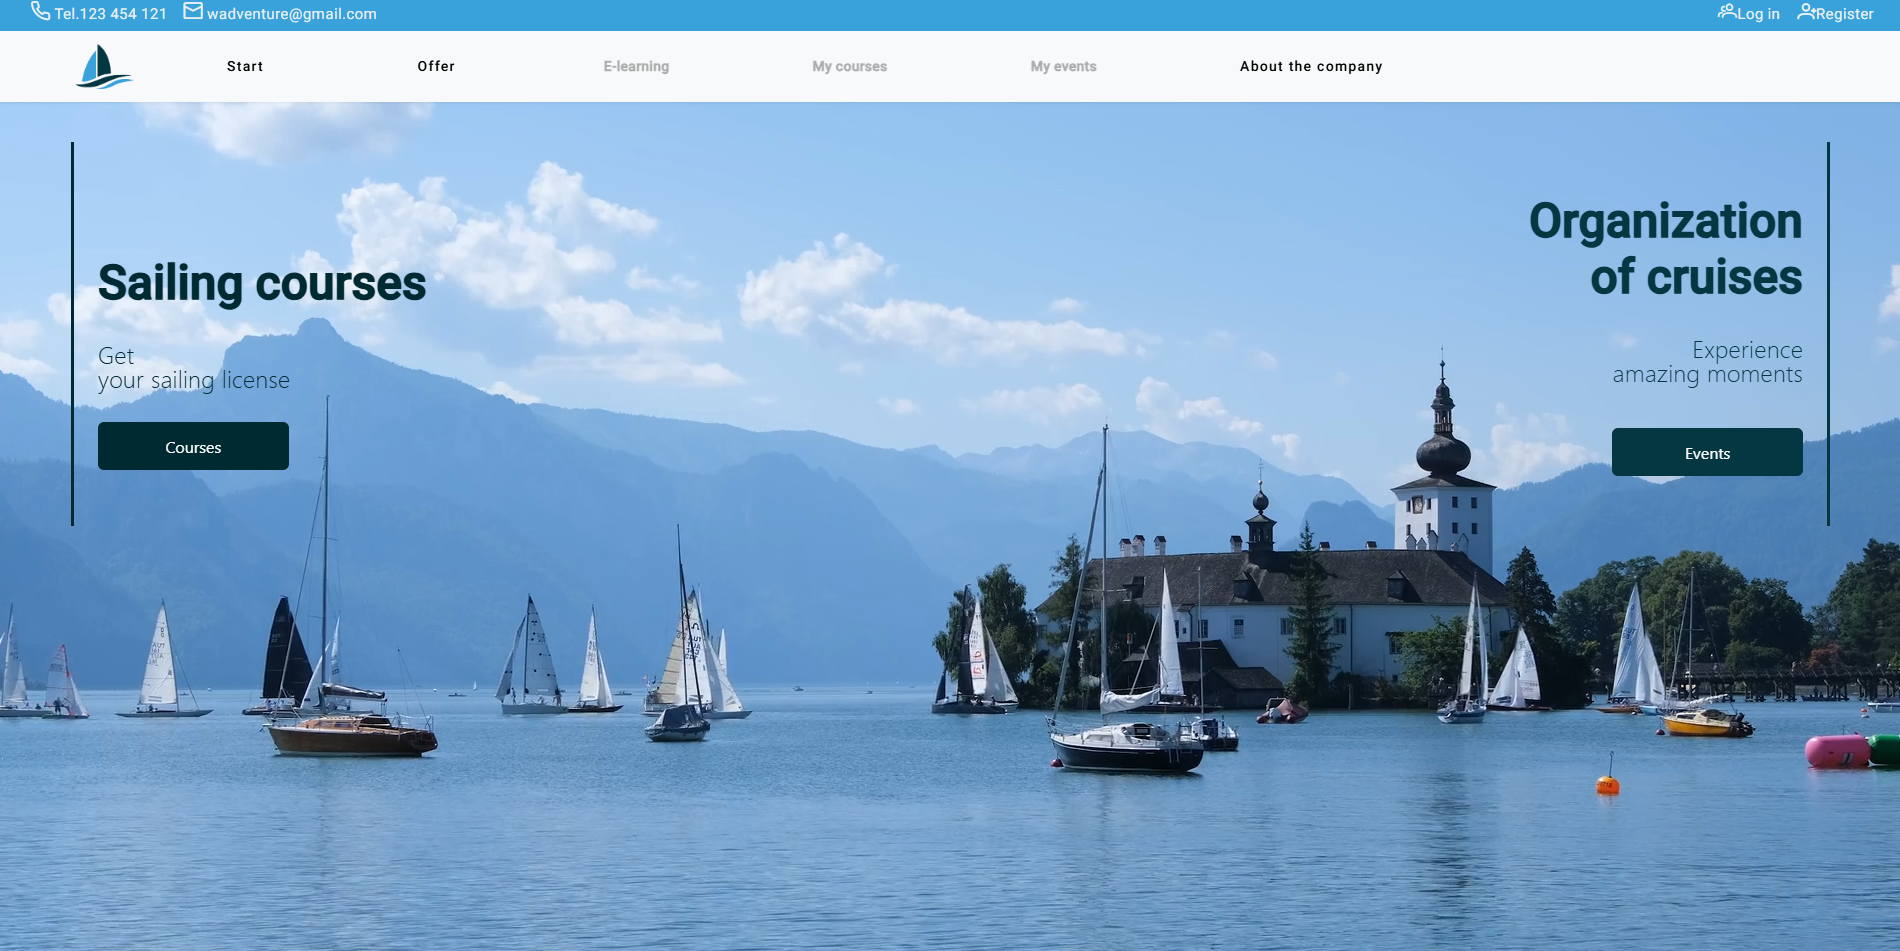 Tel.123 454 121 wadventure@gmail.com Log in Register
Start Offer E-learning My courses My events About the company
Sailing courses
Get
your sailing license
Courses
Organization
of cruises
Experience
amazing moments
Events